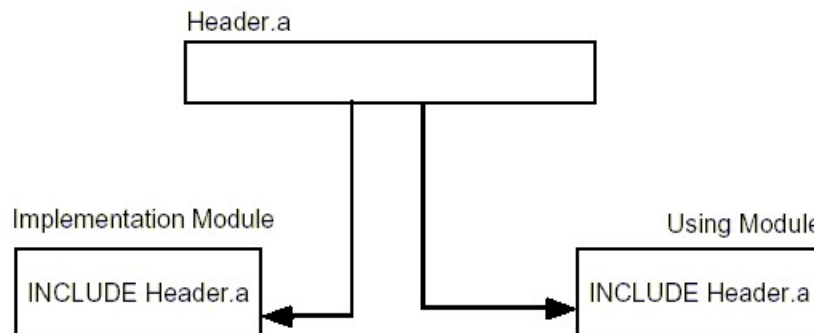 Header.a
Implementation Module
Using Module
INCLUDE Header.a
INCLUDE Header.a